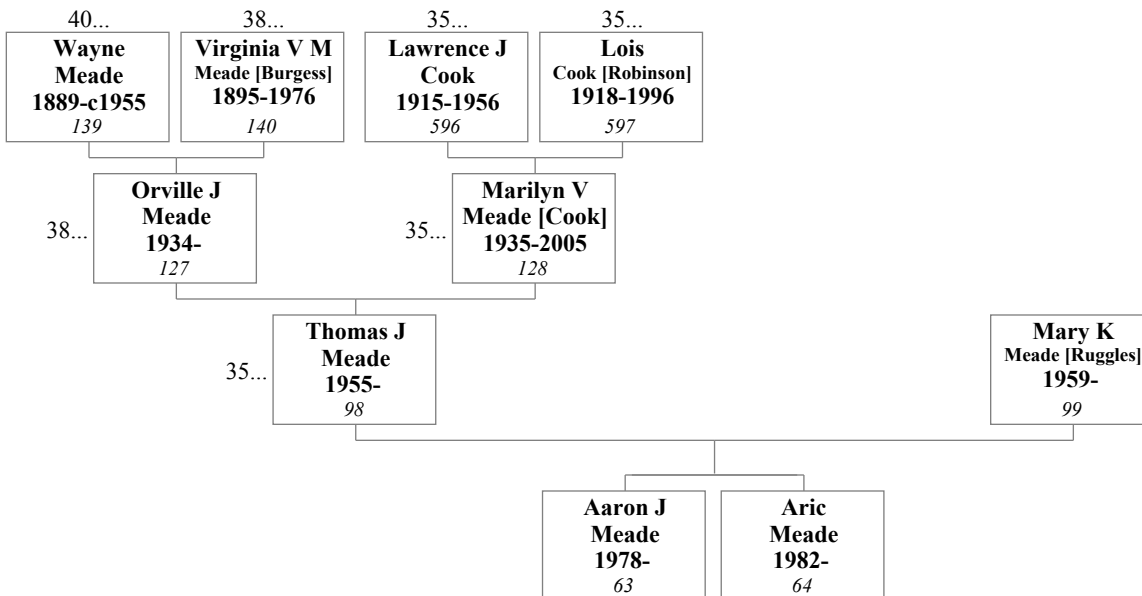 40...
38...
35...
35...
Wayne
Meade
1889-c1955
139
Virginia V M
Meade [Burgess]
1895-1976
140
Lawrence J
Cook
1915-1956
596
Lois
Cook [Robinson]
1918-1996
597
38...
Orville J
Meade
1934-
127
35...
Marilyn V
Meade [Cook]
1935-2005
128
35...
Thomas J
Meade
1955-
98
Mary K
Meade [Ruggles]
1959-
99
Aaron J
Meade
1978-
63
Aric
Meade
1982-
64